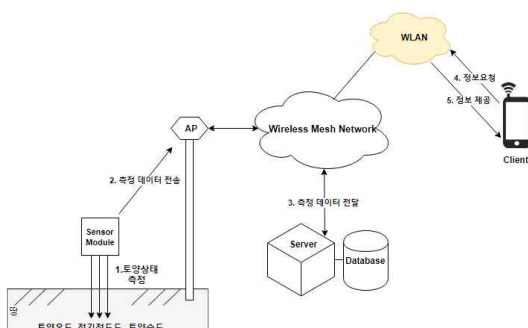 WLAN
4. 정보요청
5. 정보 제공
Client
AP
Wireless Mesh Network
2. 측정 데이터 전송
3. 측정 데이터 전달
Sensor
Module
Server
Database
1.토양상태
측정
토양온도, 전기전도도, 토양습도